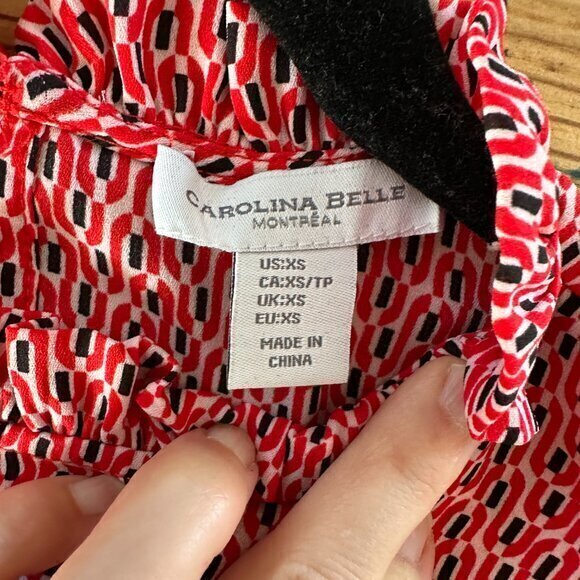 CAROLINA BELLE
MONTRÉAL
US:XS
CA:XS/TP
UK:XS
EU:XS
MADE IN
CHINA